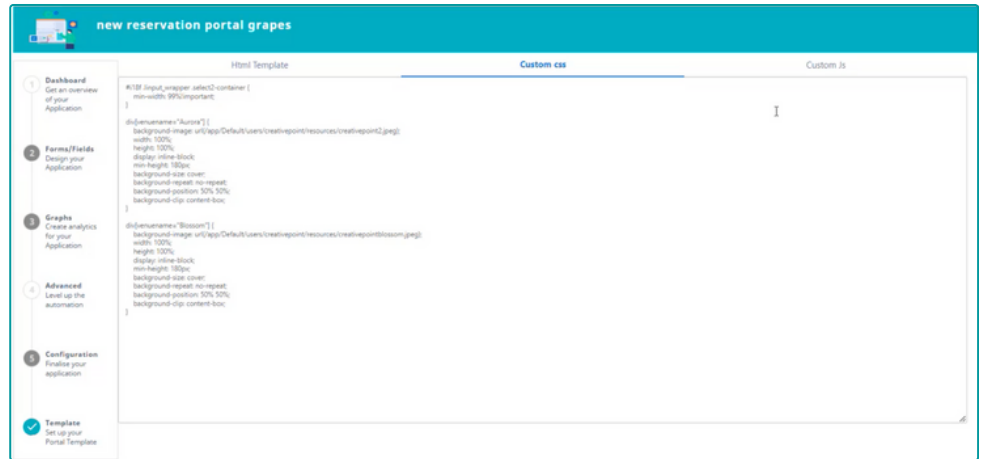 new reservation portal grapes
Html Template
Custom css
Custom Js
1
Dashboard
Get an overview
of your
Application
2
Forms/Fields
Design your
Application
3
Graphs
Create analytics
for your
Application
4
Advanced
Level up the
automation
5
Configuration
Finalise your
application
Template
Set up your
Portal Template
.input_wrapper .select2-container {
min-width: 99%!important;
}
div[venuename="Aurora"] {
background-image: url(/app/Default/users/creativepoint/resources/creativepoint2.jpeg);
width: 100%;
height: 100%;
display: inline-block;
min-height: 180px;
background-size: cover;
background-repeat: no-repeat;
background-position: 50% 50%;
background-clip: content-box;
}
div[venuename="Blossom"] {
background-image: url(/app/Default/users/creativepoint/resources/creativepointblossom.jpeg);
width: 100%;
height: 100%;
display: inline-block;
min-height: 180px;
background-size: cover;
background-repeat: no-repeat;
background-position: 50% 50%;
background-clip: content-box;
}